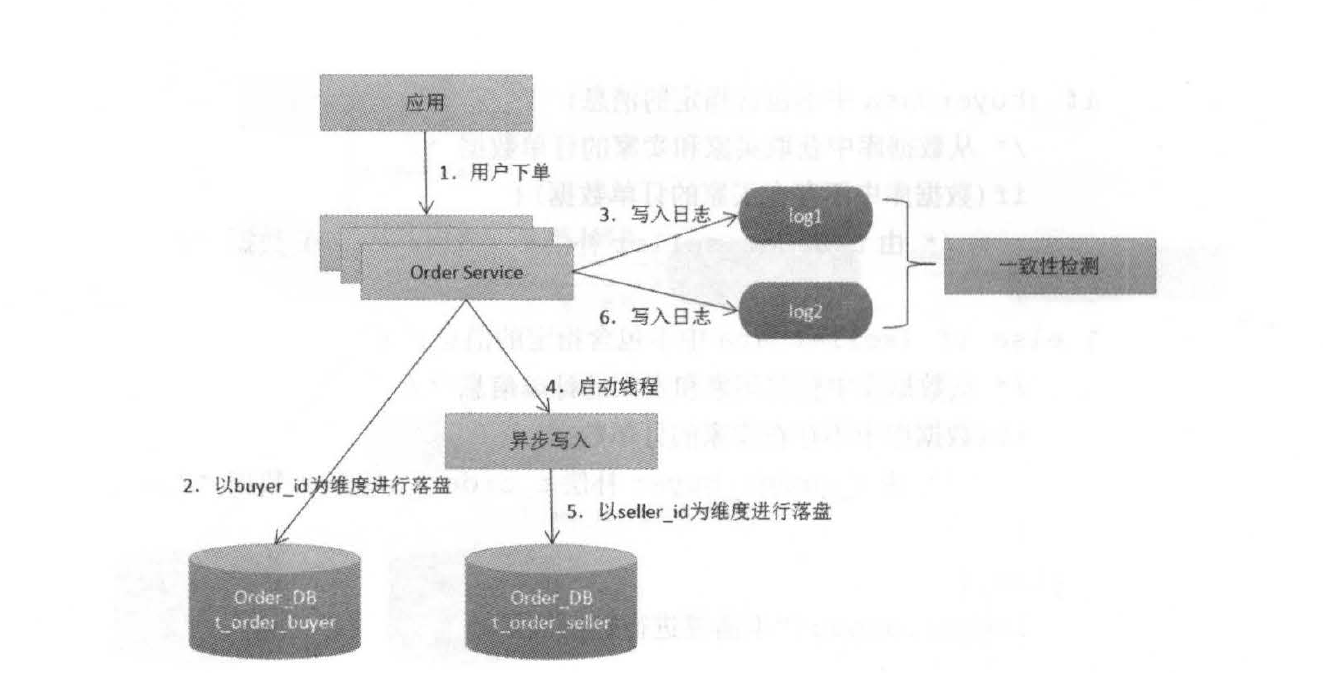 应用
1. 用户下单
3. 写入日志
log1
Order Service
一致性检测
6. 写入日志
log2
4. 启动线程
异步写入
2. 以buyer_id为维度进行落盘
5. 以seller_id为维度进行落盘
Order_DB
t_order_buyer
Order_DB
t_order_seller